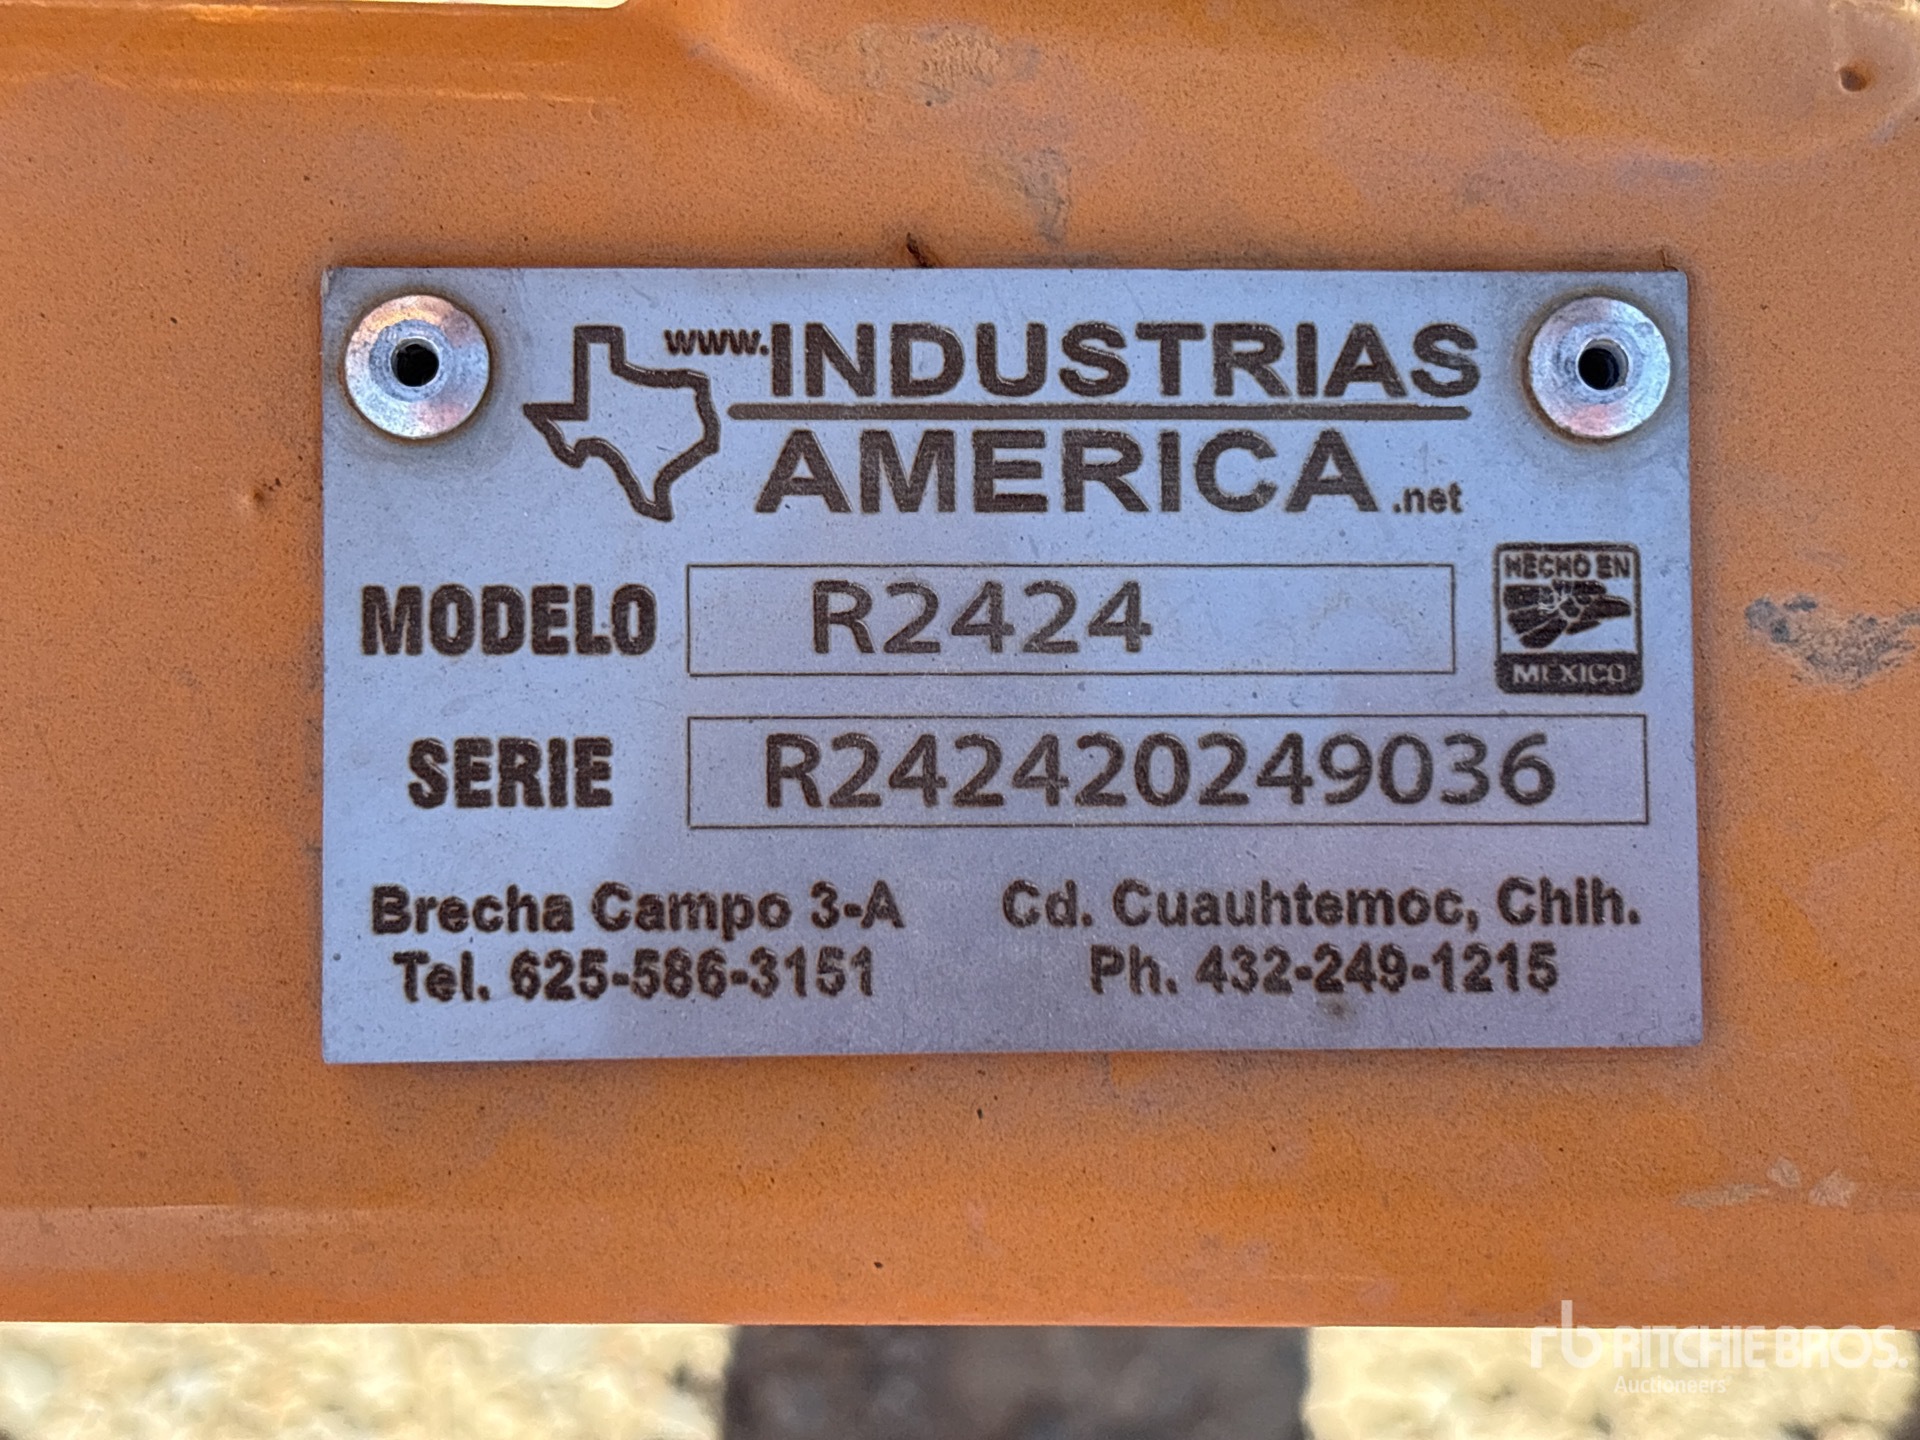 www.INDUSTRIAS
AMERICA.net
MODELO R2424
HECHO EN
MEXICO
SERIE R242420249036
Brecha Campo 3-A Cd. Cuauhtemoc, Chih.
Tel. 625-586-3151 Ph. 432-249-1215
rb RITCHIE BROS.
Auctioneers